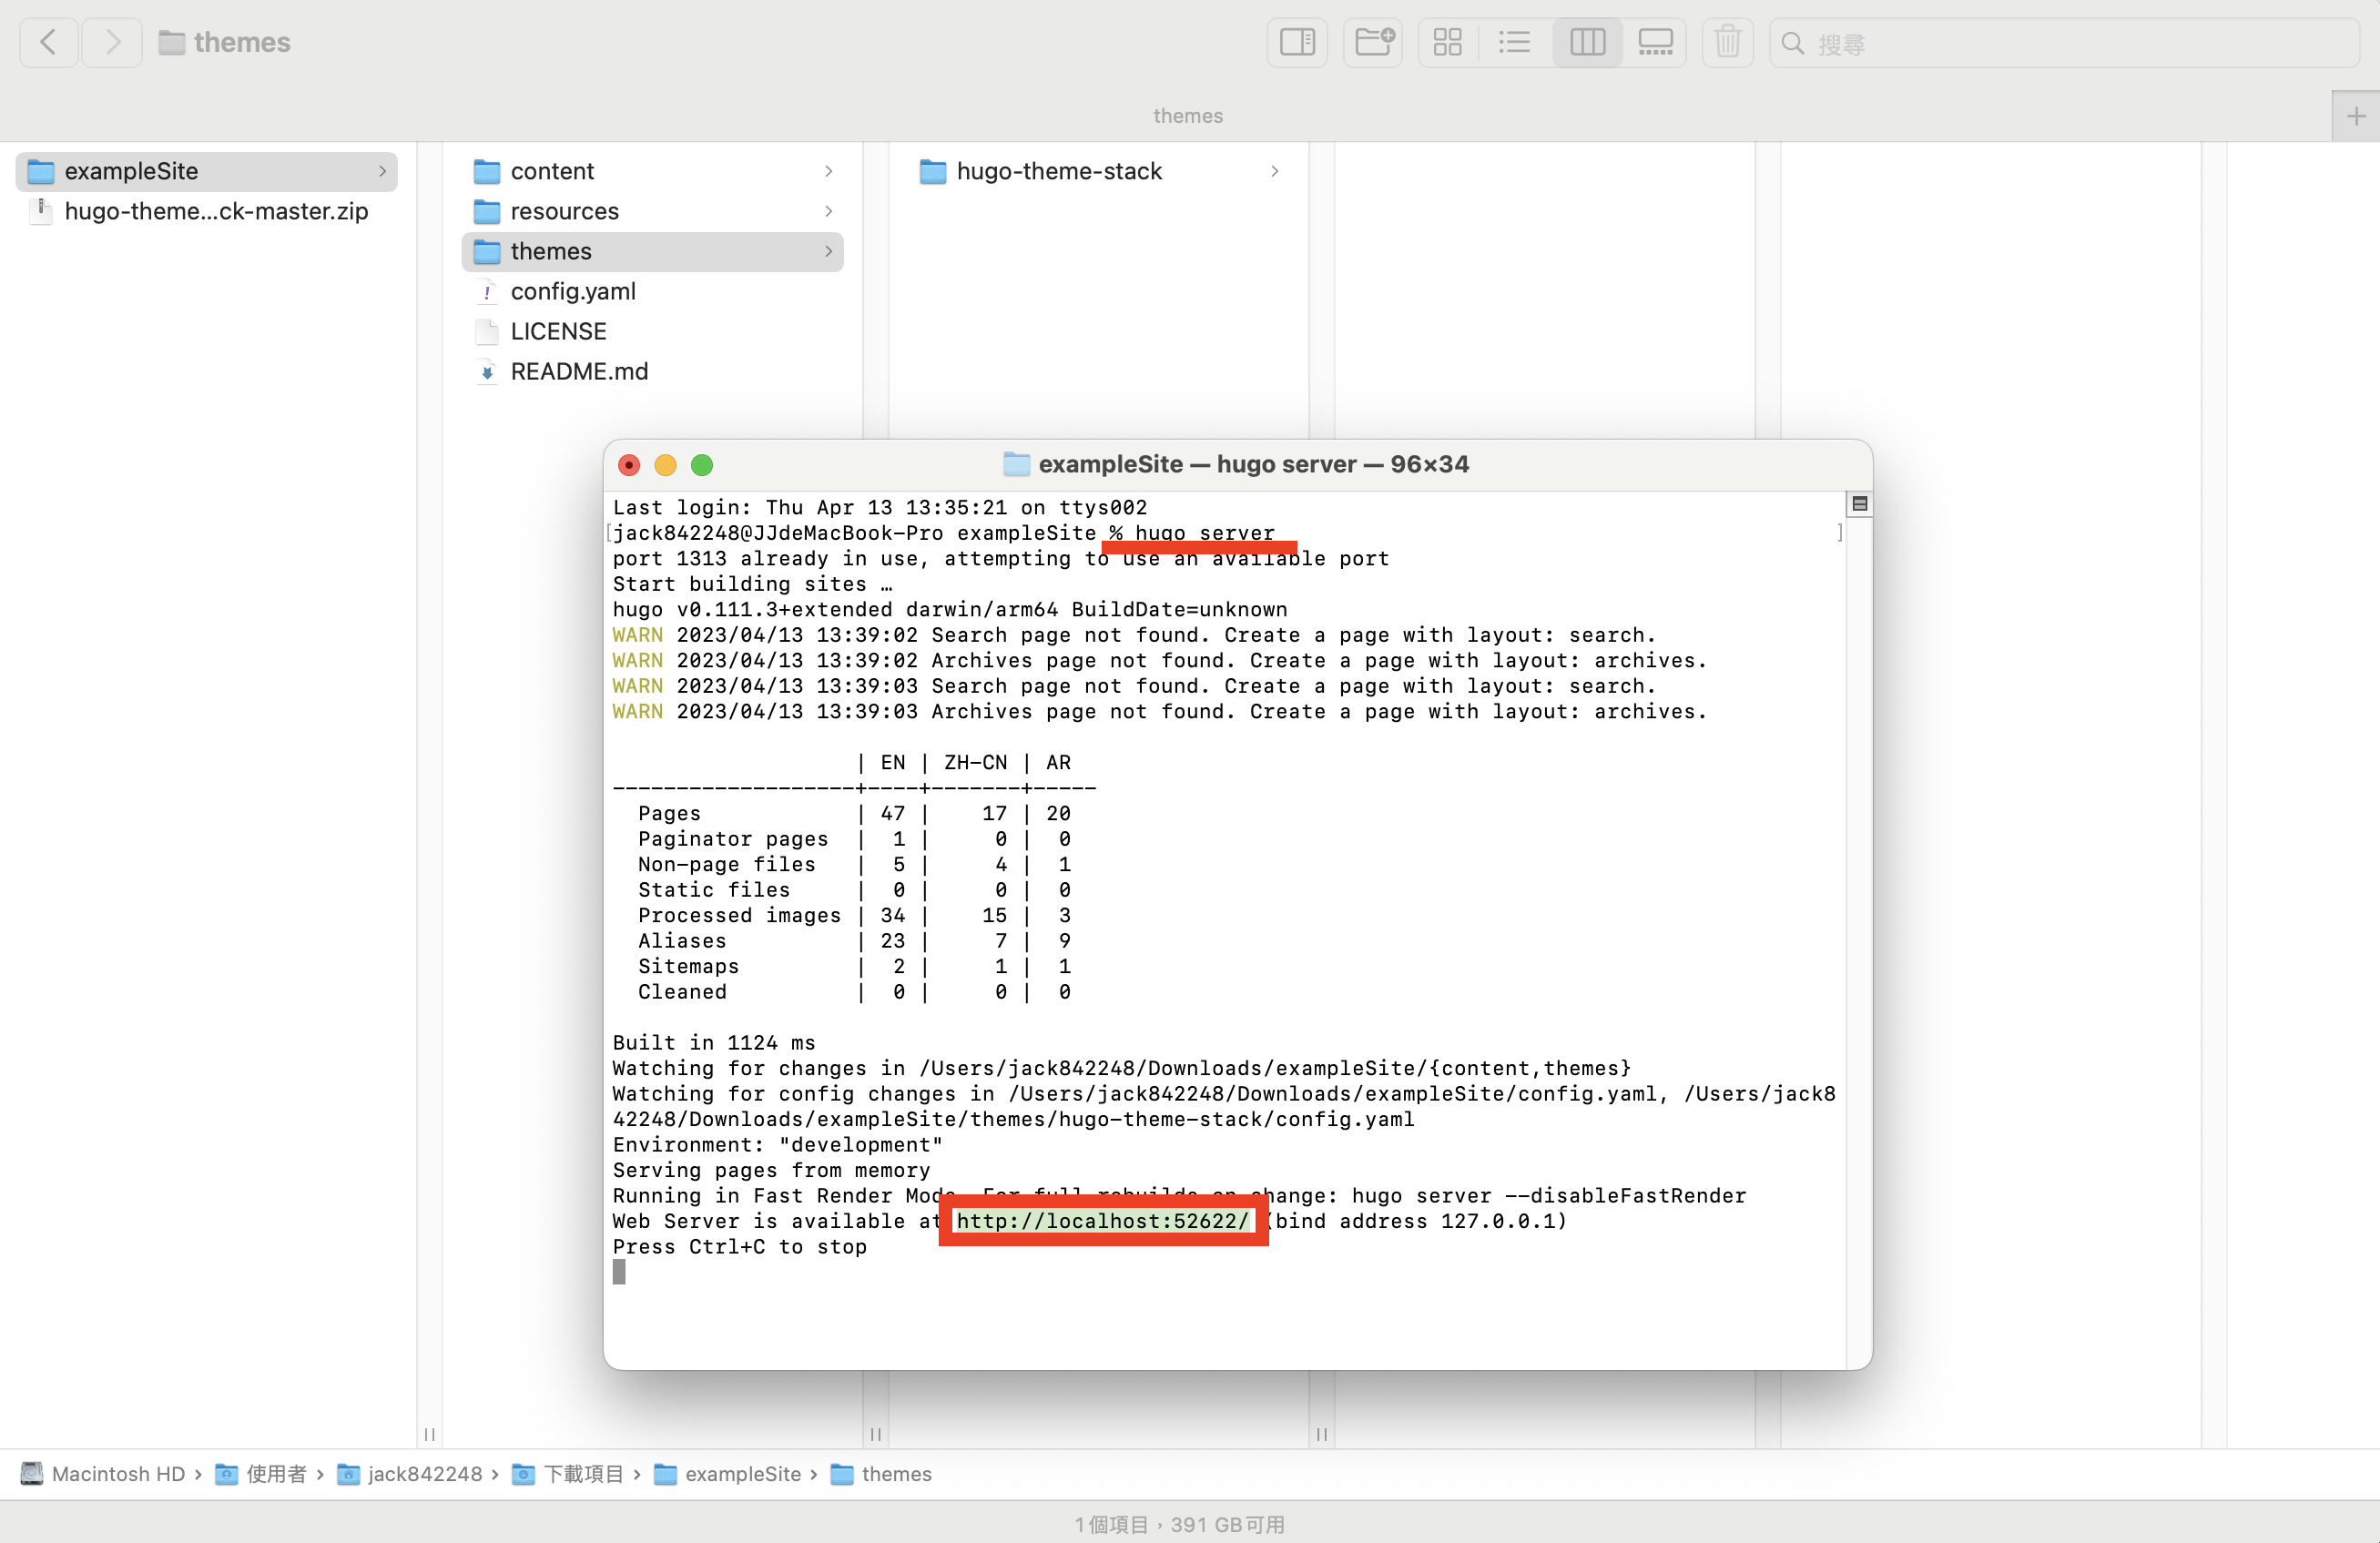 themes
搜尋
themes
exampleSite
hugo-theme...ck-master.zip
content
resources
themes
config.yaml
LICENSE
README.md
hugo-theme-stack
exampleSite — hugo server — 96×34
Last login: Thu Apr 13 13:35:21 on ttys002
[jack842248@JJdeMacBook-Pro exampleSite % hugo server ]
port 1313 already in use, attempting to use an available port
Start building sites …
hugo v0.111.3+extended darwin/arm64 BuildDate=unknown
WARN 2023/04/13 13:39:02 Search page not found. Create a page with layout: search.
WARN 2023/04/13 13:39:02 Archives page not found. Create a page with layout: archives.
WARN 2023/04/13 13:39:03 Search page not found. Create a page with layout: search.
WARN 2023/04/13 13:39:03 Archives page not found. Create a page with layout: archives.
                   | EN | ZH-CN | AR
-------------------+----+-------+-----
  Pages            | 47 |    17 | 20
  Paginator pages  |  1 |     0 |  0
  Non-page files   |  5 |     4 |  1
  Static files     |  0 |     0 |  0
  Processed images | 34 |    15 |  3
  Aliases          | 23 |     7 |  9
  Sitemaps         |  2 |     1 |  1
  Cleaned          |  0 |     0 |  0
Built in 1124 ms
Watching for changes in /Users/jack842248/Downloads/exampleSite/{content,themes}
Watching for config changes in /Users/jack842248/Downloads/exampleSite/config.yaml, /Users/jack8
42248/Downloads/exampleSite/themes/hugo-theme-stack/config.yaml
Environment: "development"
Serving pages from memory
Running in Fast Render Mode. For full rebuilds on change: hugo server --disableFastRender
Web Server is available at http://localhost:52622/ (bind address 127.0.0.1)
Press Ctrl+C to stop
Macintosh HD › 使用者 › jack842248 › 下載項目 › exampleSite › themes
1個項目，391 GB可用